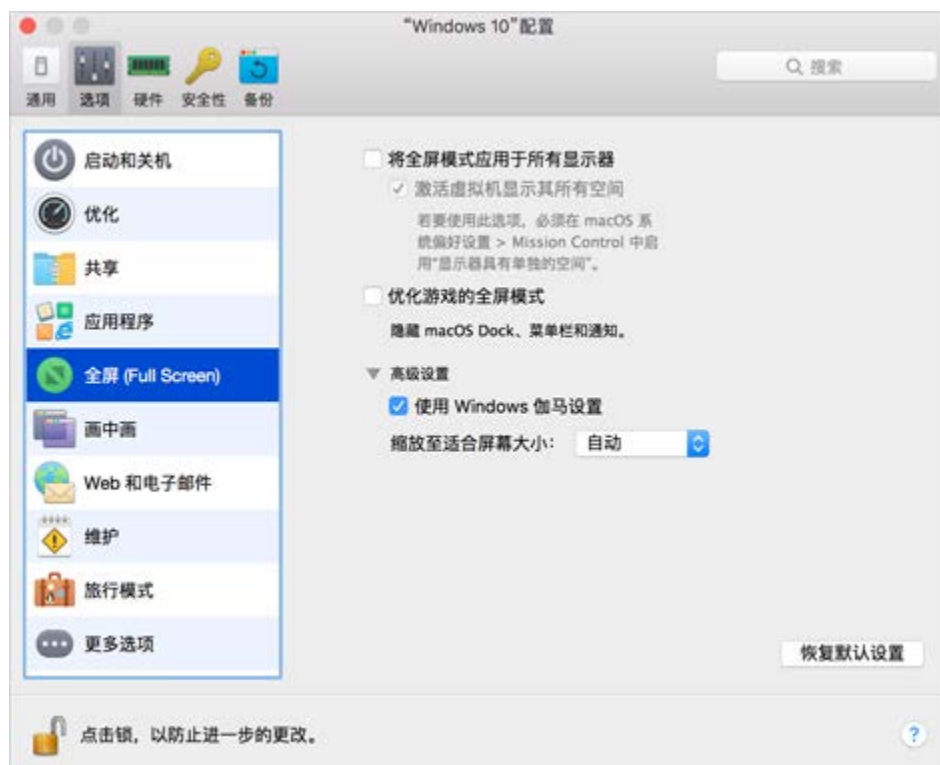 “Windows 10”配置
通用 选项 硬件 安全性 备份
搜索
启动和关机
优化
共享
应用程序
全屏 (Full Screen)
画中画
Web 和电子邮件
维护
旅行模式
更多选项
将全屏模式应用于所有显示器
激活虚拟机显示其所有空间
若要使用此选项，必须在 macOS 系
统偏好设置 > Mission Control 中启
用“显示器具有单独的空间”。
优化游戏的全屏模式
隐藏 macOS Dock、菜单栏和通知。
高级设置
使用 Windows 伽马设置
缩放至适合屏幕大小： 自动
恢复默认设置
点击锁，以防止进一步的更改。
?